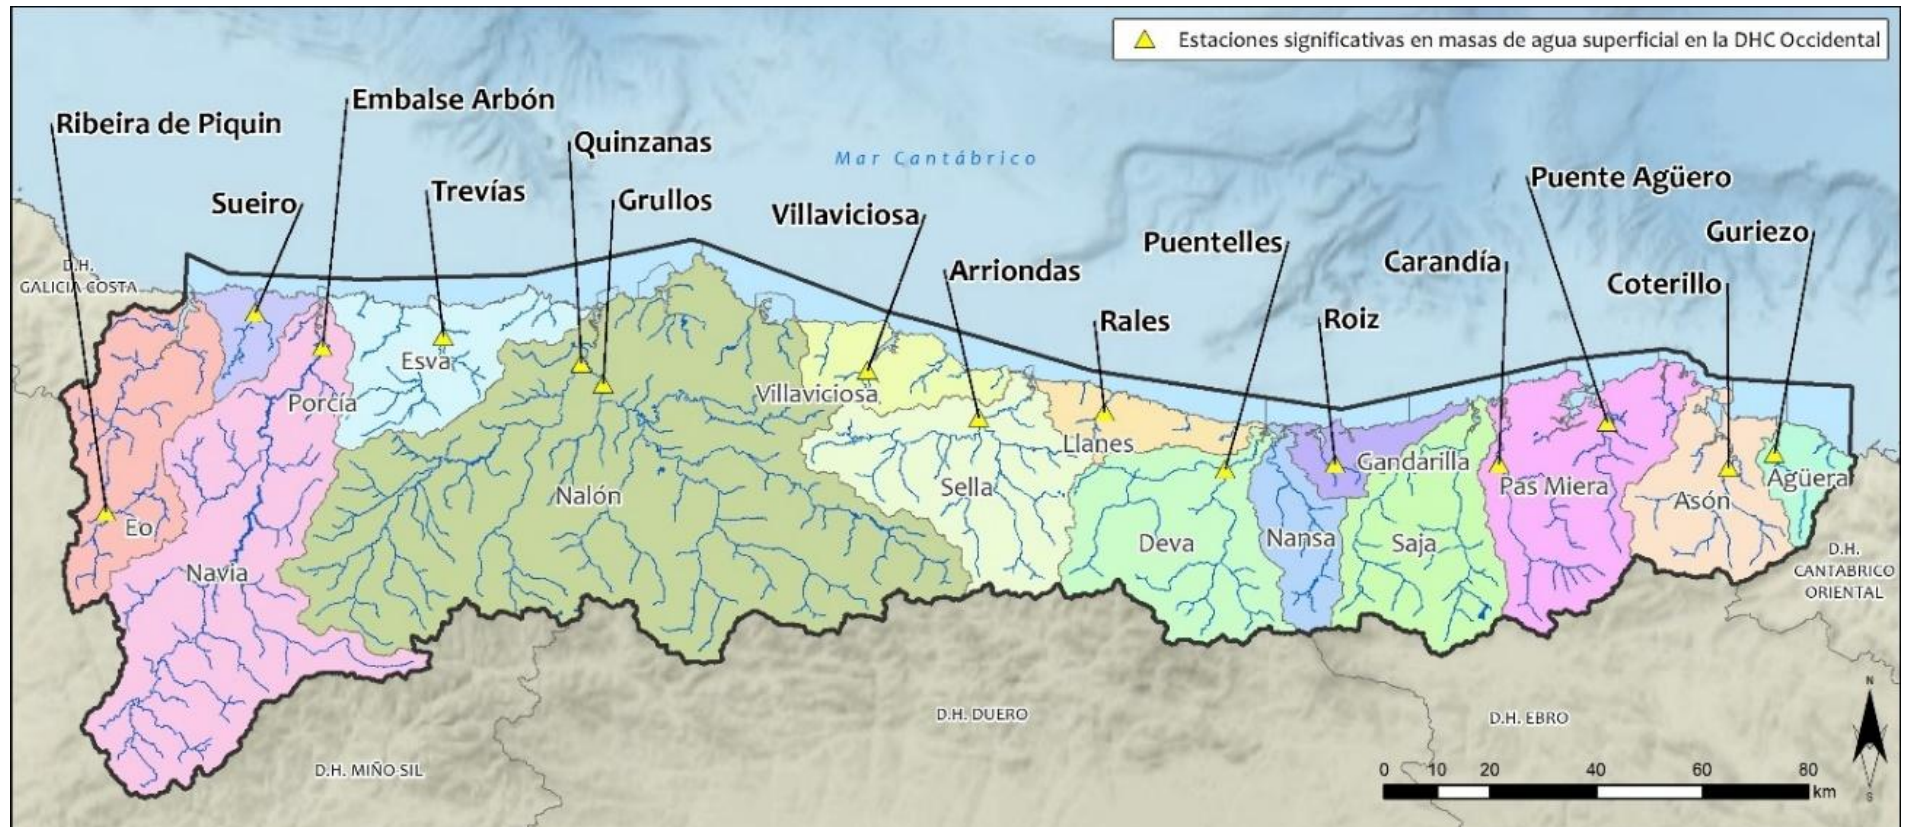 Estaciones significativas en masas de agua superficial en la DHC Occidental
Embalse Arbón
Ribeira de Piquin
Quinzanas
Mar Cantábrico
Puente Agüero
Trevías
Grullos
Sueiro
Villaviciosa
Guriezo
Puentelles
Carandía
Arriondas
Coterillo
Rales
Roiz
D.H.
GALICIA COSTA
Esva
Porcía
Villaviciosa
Llanes
Gandarilla
Agüera
Eo
Nalón
Sella
Pas Miera
Asón
Navia
Deva
Nansa
Saja
D.H.
CANTABRICO
ORIENTAL
D.H. DUERO
D.H. EBRO
D.H. MIÑO-SIL
N
S
0 10 20 40 60 80
km